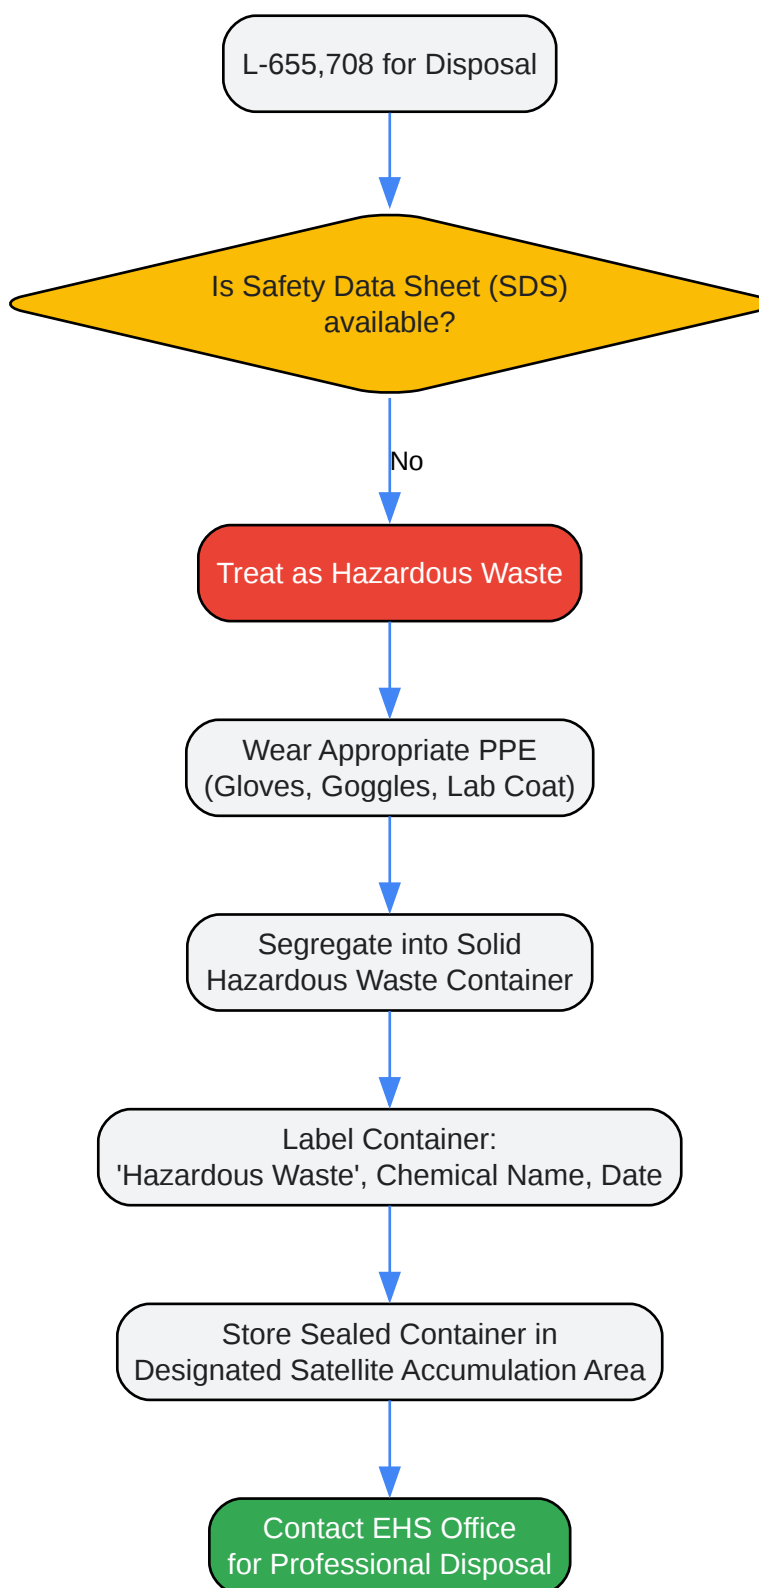 L-655,708 for Disposal
Is Safety Data Sheet (SDS)
available?
No
Treat as Hazardous Waste
Wear Appropriate PPE
(Gloves, Goggles, Lab Coat)
Segregate into Solid
Hazardous Waste Container
Label Container:
'Hazardous Waste', Chemical Name, Date
Store Sealed Container in
Designated Satellite Accumulation Area
Contact EHS Office
for Professional Disposal